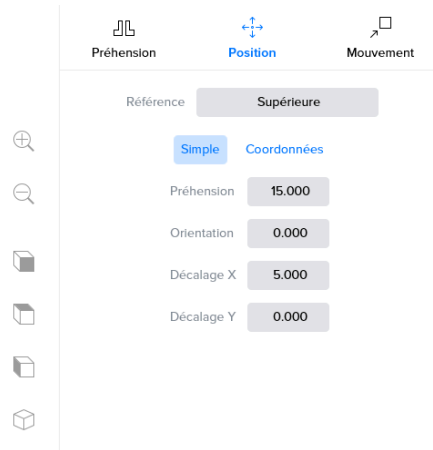 Préhension Position Mouvement
Référence Supérieure
Simple Coordonnées
Préhension 15.000
Orientation 0.000
Décalage X 5.000
Décalage Y 0.000